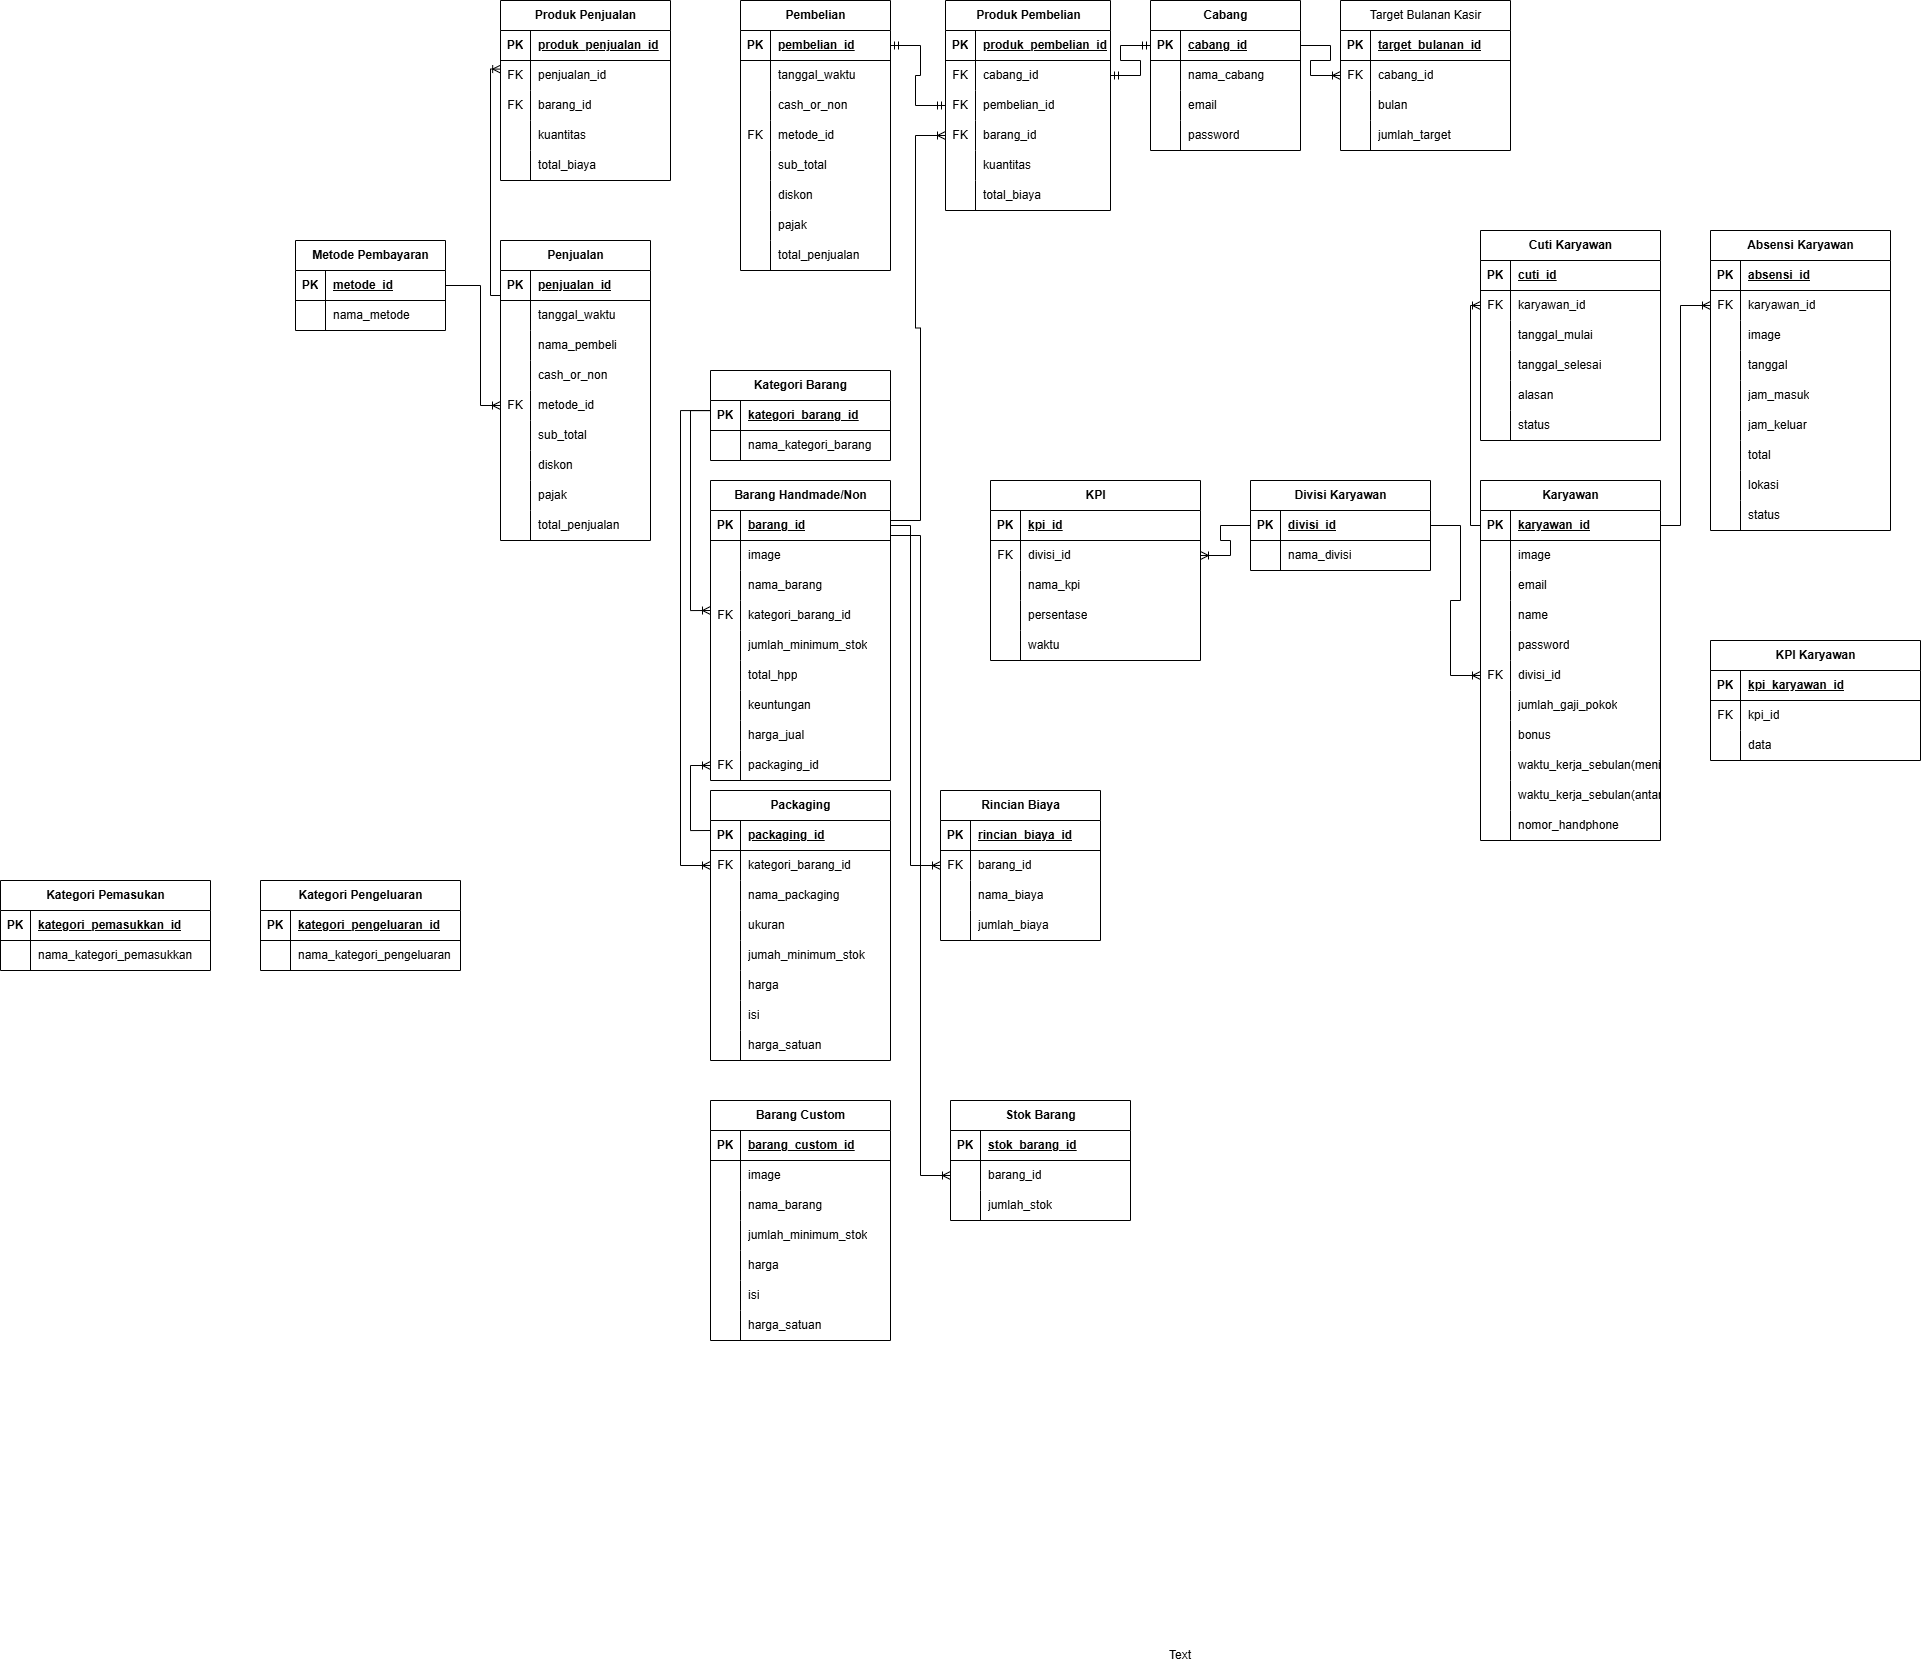 Produk Penjualan
PK produk_penjualan_id
FK penjualan_id
FK barang_id
kuantitas
total_biaya
Pembelian
PK pembelian_id
tanggal_waktu
cash_or_non
FK metode_id
sub_total
diskon
pajak
total_penjualan
Produk Pembelian
PK produk_pembelian_id
FK cabang_id
FK pembelian_id
FK barang_id
kuantitas
total_biaya
Cabang
PK cabang_id
nama_cabang
email
password
Target Bulanan Kasir
PK target_bulanan_id
FK cabang_id
bulan
jumlah_target
Metode Pembayaran
PK metode_id
nama_metode
Penjualan
PK penjualan_id
tanggal_waktu
nama_pembeli
cash_or_non
FK metode_id
sub_total
diskon
pajak
total_penjualan
Cuti Karyawan
PK cuti_id
FK karyawan_id
tanggal_mulai
tanggal_selesai
alasan
status
Absensi Karyawan
PK absensi_id
FK karyawan_id
image
tanggal
jam_masuk
jam_keluar
total
lokasi
status
Kategori Barang
PK kategori_barang_id
nama_kategori_barang
Barang Handmade/Non
PK barang_id
image
nama_barang
FK kategori_barang_id
jumlah_minimum_stok
total_hpp
keuntungan
harga_jual
FK packaging_id
KPI
PK kpi_id
FK divisi_id
nama_kpi
persentase
waktu
Divisi Karyawan
PK divisi_id
nama_divisi
Karyawan
PK karyawan_id
image
email
name
password
FK divisi_id
jumlah_gaji_pokok
bonus
waktu_kerja_sebulan(meni
waktu_kerja_sebulan(antar
nomor_handphone
KPI Karyawan
PK kpi_karyawan_id
FK kpi_id
data
Packaging
PK packaging_id
FK kategori_barang_id
nama_packaging
ukuran
jumah_minimum_stok
harga
isi
harga_satuan
Rincian Biaya
PK rincian_biaya_id
FK barang_id
nama_biaya
jumlah_biaya
Kategori Pemasukan
PK kategori_pemasukkan_id
nama_kategori_pemasukkan
Kategori Pengeluaran
PK kategori_pengeluaran_id
nama_kategori_pengeluaran
Barang Custom
PK barang_custom_id
image
nama_barang
jumlah_minimum_stok
harga
isi
harga_satuan
Stok Barang
PK stok_barang_id
barang_id
jumlah_stok
Text